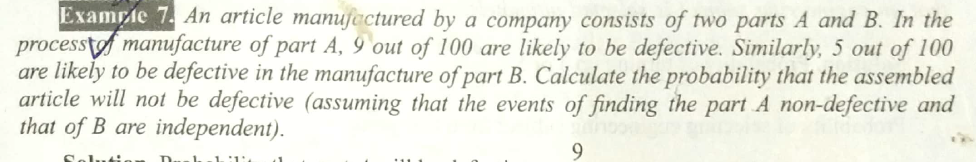 Example 7. An article manufactured by a company consists of two parts A and B. In the
process of manufacture of part A, 9 out of 100 are likely to be defective. Similarly, 5 out of 100
are likely to be defective in the manufacture of part B. Calculate the probability that the assembled
article will not be defective (assuming that the events of finding the part A non-defective and
that of B are independent).
9